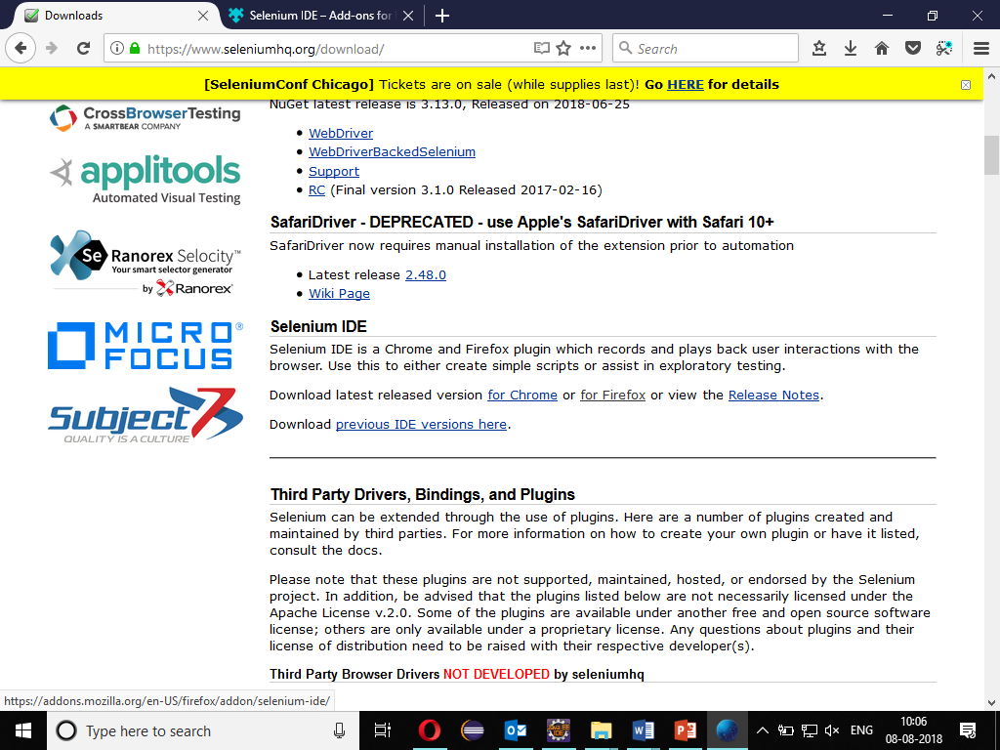 Downloads
Selenium IDE – Add-ons for
https://www.seleniumhq.org/download/
Search
[SeleniumConf Chicago] Tickets are on sale (while supplies last)! Go HERE for details
CrossBrowserTesting
A SMARTBEAR COMPANY
applitools
Automated Visual Testing
Se Ranorex Selocity™
Your smart selector generator
by Ranorex®
MICRO
FOCUS®
Subject 7
QUALITY IS A CULTURE
NuGet latest release is 3.13.0, Released on 2018-06-25
• WebDriver
• WebDriverBackedSelenium
• Support
• RC (Final version 3.1.0 Released 2017-02-16)
SafariDriver - DEPRECATED - use Apple's SafariDriver with Safari 10+
SafariDriver now requires manual installation of the extension prior to automation
• Latest release 2.48.0
• Wiki Page
Selenium IDE
Selenium IDE is a Chrome and Firefox plugin which records and plays back user interactions with the
browser. Use this to either create simple scripts or assist in exploratory testing.
Download latest released version for Chrome or for Firefox or view the Release Notes.
Download previous IDE versions here.
Third Party Drivers, Bindings, and Plugins
Selenium can be extended through the use of plugins. Here are a number of plugins created and
maintained by third parties. For more information on how to create your own plugin or have it listed,
consult the docs.
Please note that these plugins are not supported, maintained, hosted, or endorsed by the Selenium
project. In addition, be advised that the plugins listed below are not necessarily licensed under the
Apache License v.2.0. Some of the plugins are available under another free and open source software
license; others are only available under a proprietary license. Any questions about plugins and their
license of distribution need to be raised with their respective developer(s).
Third Party Browser Drivers NOT DEVELOPED by seleniumhq
https://addons.mozilla.org/en-US/firefox/addon/selenium-ide/
Type here to search
ENG
10:06
08-08-2018